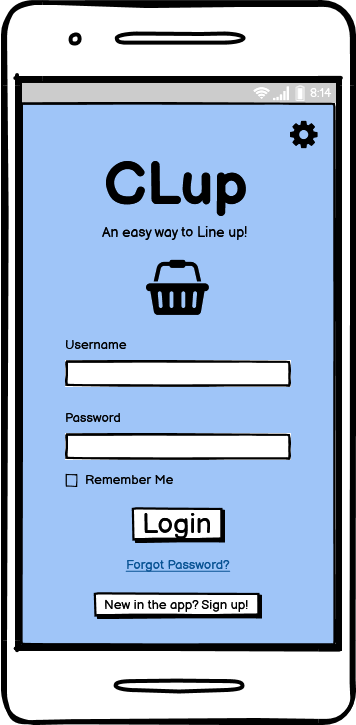 8:14
CLup
An easy way to Line up!
Username
Password
Remember Me
Login
Forgot Password?
New in the app? Sign up!